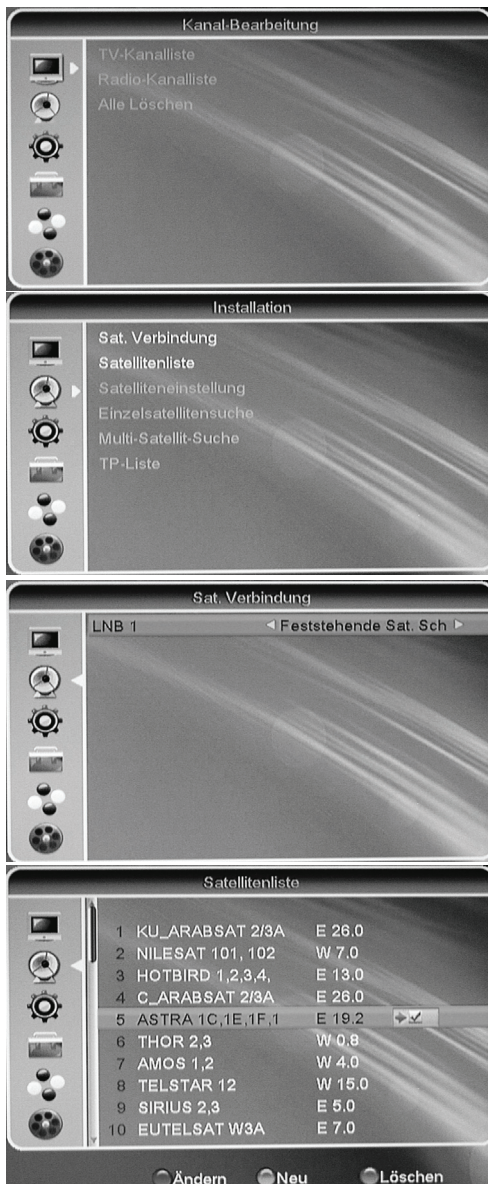 Kanal-Bearbeitung
TV-Kanalliste
Radio-Kanalliste
Alle Löschen
Installation
Sat. Verbindung
Satellitenliste
Satelliteneinstellung
Einzelsatellitensuche
Multi-Satellit-Suche
TP-Liste
Sat. Verbindung
LNB 1 Feststehende Sat. Sch
Satellitenliste
1 KU_ARABSAT 2/3A E 26.0
2 NILESAT 101, 102 W 7.0
3 HOTBIRD 1,2,3,4, E 13.0
4 C_ARABSAT 2/3A E 26.0
5 ASTRA 1C,1E,1F,1 E 19.2
6 THOR 2,3 W 0.8
7 AMOS 1,2 W 4.0
8 TELSTAR 12 W 15.0
9 SIRIUS 2,3 E 5.0
10 EUTELSAT W3A E 7.0
Ändern Neu Löschen